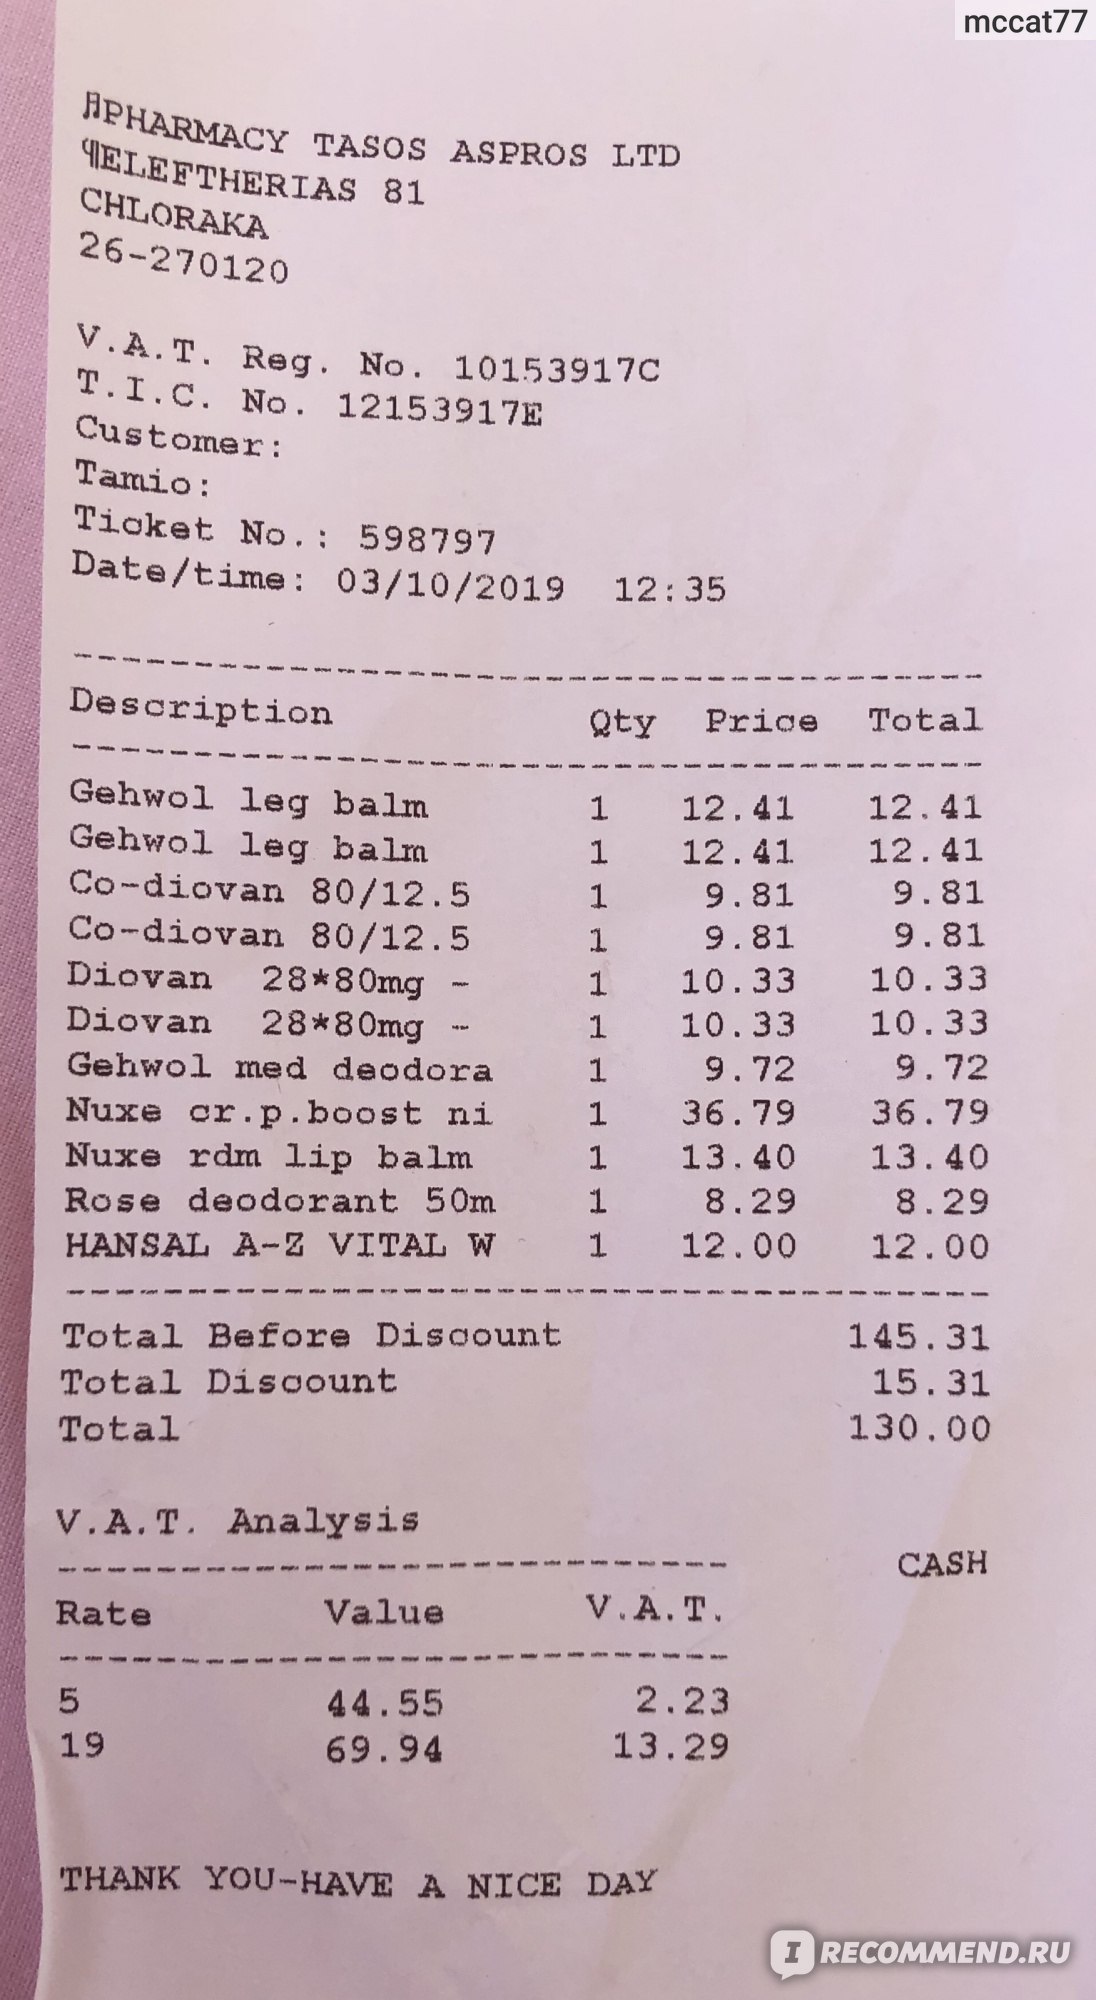 mccat77
PHARMACY TASOS ASPROS LTD
¶ELEFTHERIAS 81
CHLORAKA
26-270120
V.A.T. Reg. No. 10153917C
T.I.C. No. 12153917E
Customer:
Tamio:
Ticket No.: 598797
Date/time: 03/10/2019 12:35
Description Qty Price Total
Gehwol leg balm 1 12.41 12.41
Gehwol leg balm 1 12.41 12.41
Co-diovan 80/12.5 1 9.81 9.81
Co-diovan 80/12.5 1 9.81 9.81
Diovan 28*80mg - 1 10.33 10.33
Diovan 28*80mg - 1 10.33 10.33
Gehwol med deodora 1 9.72 9.72
Nuxe cr.p.boost ni 1 36.79 36.79
Nuxe rdm lip balm 1 13.40 13.40
Rose deodorant 50m 1 8.29 8.29
HANSAL A-Z VITAL W 1 12.00 12.00
Total Before Discount 145.31
Total Discount 15.31
Total 130.00
V.A.T. Analysis
CASH
Rate Value V.A.T.
5 44.55 2.23
19 69.94 13.29
THANK YOU-HAVE A NICE DAY
I RECOMMEND.RU